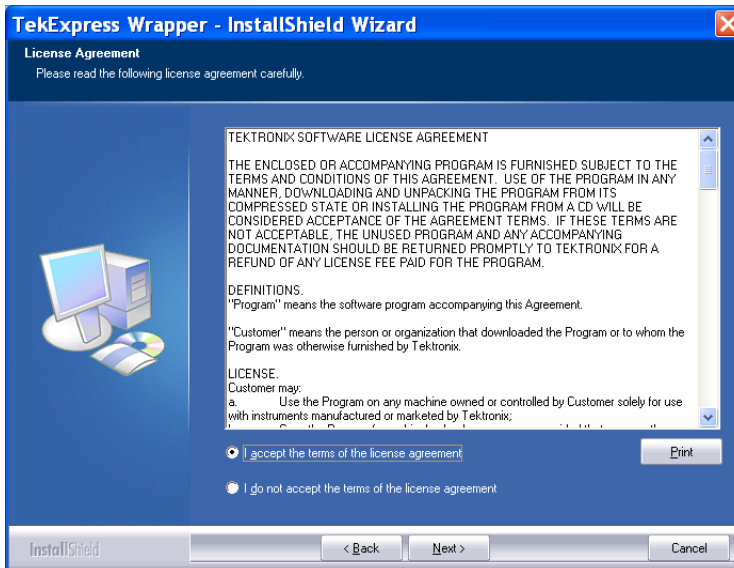 TekExpress Wrapper - InstallShield Wizard
License Agreement
Please read the following license agreement carefully.
TEKTRONIX SOFTWARE LICENSE AGREEMENT
THE ENCLOSED OR ACCOMPANYING PROGRAM IS FURNISHED SUBJECT TO THE
TERMS AND CONDITIONS OF THIS AGREEMENT. USE OF THE PROGRAM IN ANY
MANNER, DOWNLOADING AND UNPACKING THE PROGRAM FROM ITS
COMPRESSED STATE OR INSTALLING THE PROGRAM FROM A CD WILL BE
CONSIDERED ACCEPTANCE OF THE AGREEMENT TERMS. IF THESE TERMS ARE
NOT ACCEPTABLE, THE UNUSED PROGRAM AND ANY ACCOMPANYING
DOCUMENTATION SHOULD BE RETURNED PROMPTLY TO TEKTRONIX FOR A
REFUND OF ANY LICENSE FEE PAID FOR THE PROGRAM.
DEFINITIONS.
"Program" means the software program accompanying this Agreement.
"Customer" means the person or organization that downloaded the Program or to whom the
Program was otherwise furnished by Tektronix.
LICENSE.
Customer may:
a. Use the Program on any machine owned or controlled by Customer solely for use
with instruments manufactured or marketed by Tektronix;
I accept the terms of the license agreement
Print
I do not accept the terms of the license agreement
InstallShield
< Back
Next >
Cancel